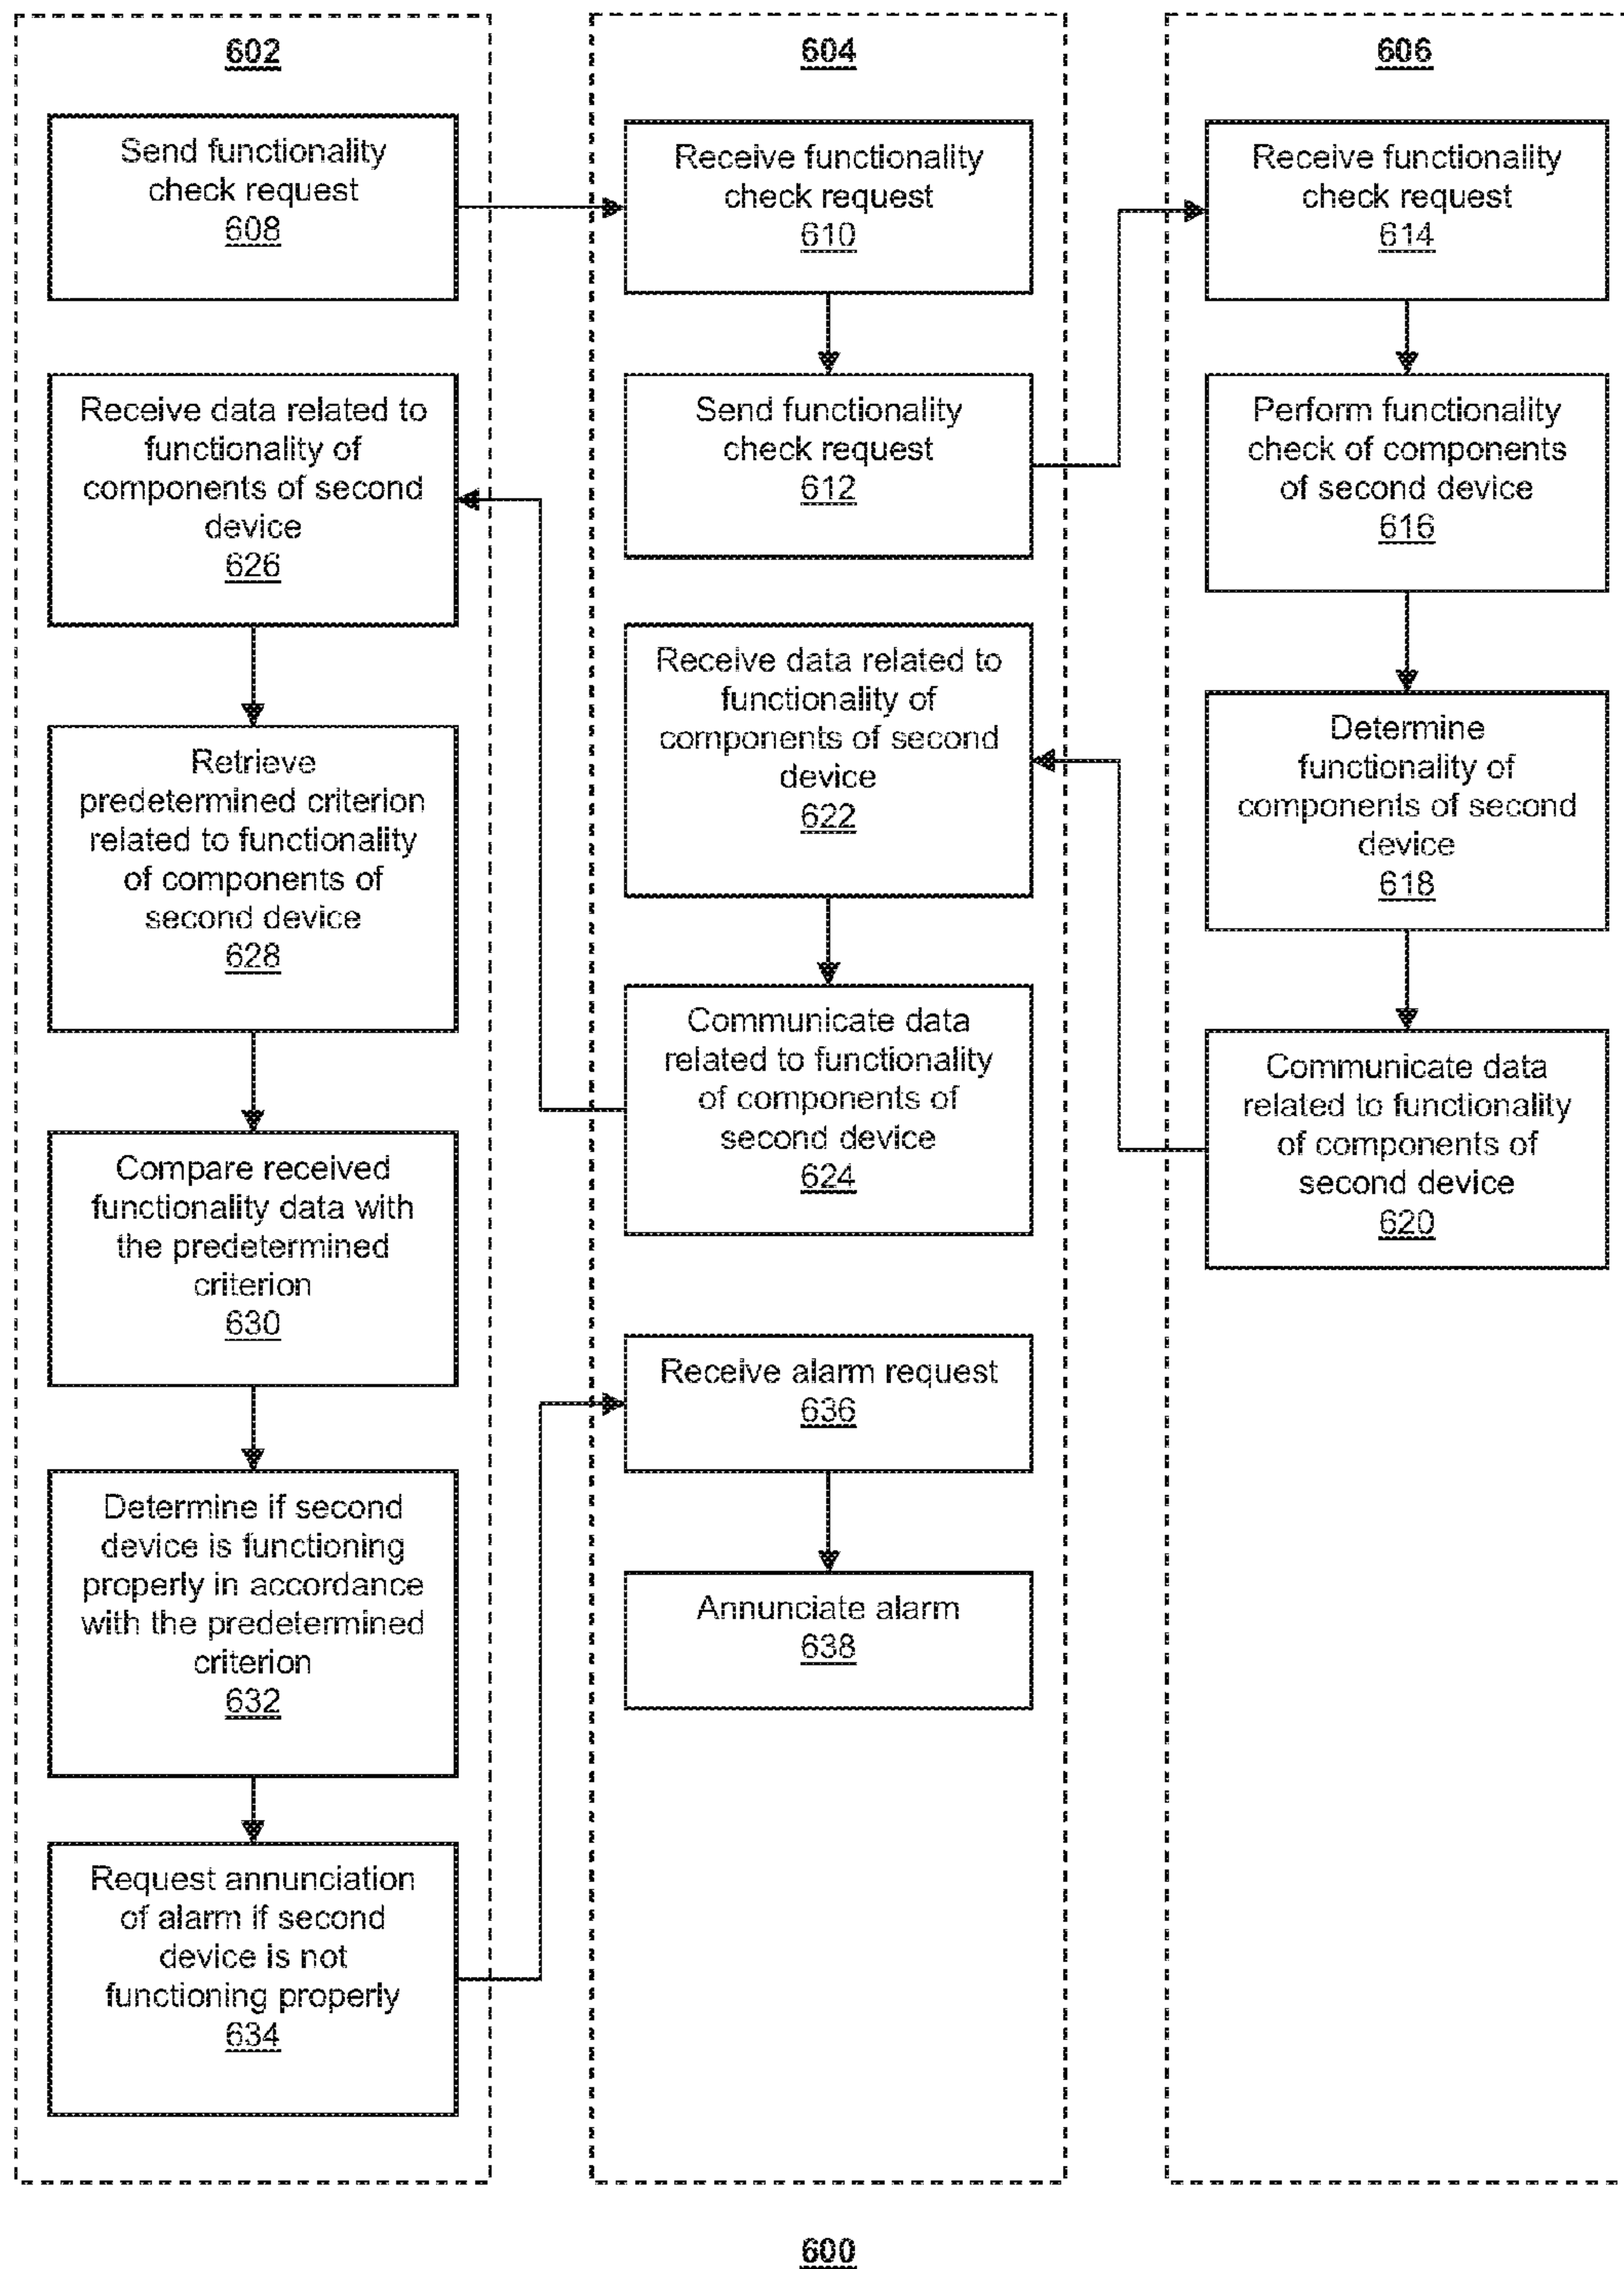 602
Send functionality
check request
608
Receive data related to
functionality of
components of second
device
626
Retrieve
predetermined criterion
related to functionality
of components of
second device
628
Compare received
functionality data with
the predetermined
criterion
630
Determine if second
device is functioning
properly in accordance
with the predetermined
criterion
632
Request annunciation
of alarm if second
device is not
functioning properly
634
604
Receive functionality
check request
610
Send functionality
check request
612
Receive data related to
functionality of
components of second
device
622
Communicate data
related to functionality
of components of
second device
624
Receive alarm request
636
Annunciate alarm
638
606
Receive functionality
check request
614
Perform functionality
check of components
of second device
616
Determine
functionality of
components of second
device
618
Communicate data
related to functionality
of components of
second device
620
600